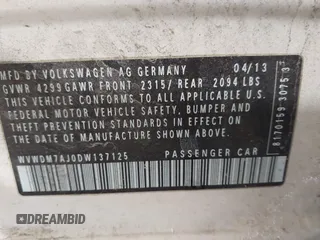 MFD BY VOLKSWAGEN AG GERMANY 04/13
GVWR 4299 GAWR FRONT 2315/ REAR 2094 LBS
THIS VEHICLE CONFORMS TO ALL APPLICABLE U.S.
FEDERAL MOTOR VEHICLE SAFETY, BUMPER AND
THEFT PREVENTION STANDARDS IN EFFECT ON THE
DATE OF MANUFACTURE SHOWN ABOVE
WVWDM7AJ0DW137125 PASSENGER CAR